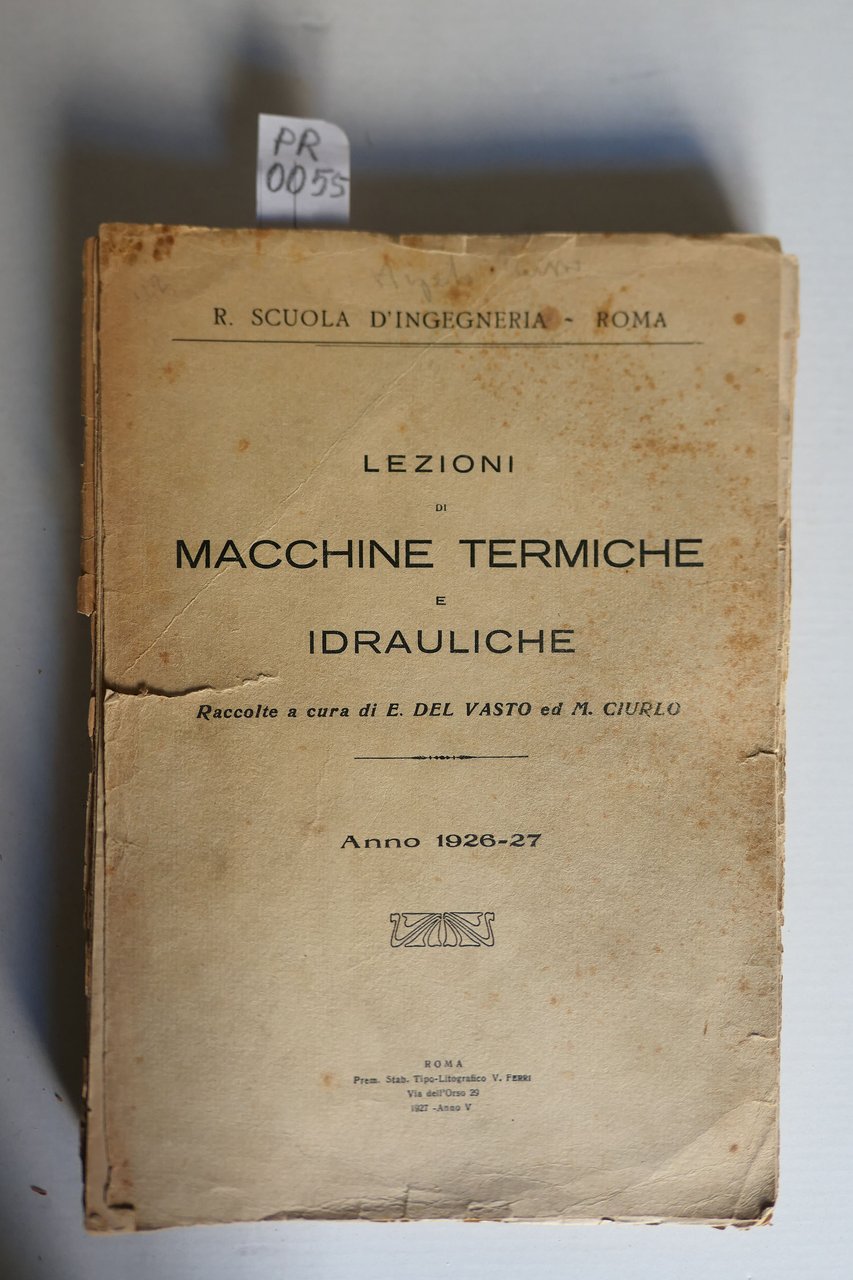 PR
0055
R. SCUOLA D'INGEGNERIA - ROMA
LEZIONI
DI
MACCHINE TERMICHE
E
IDRAULICHE
Raccolte a cura di E. DEL VASTO ed M. CIURLO
Anno 1926-27
ROMA
Prem. Stab. Tipo-Litografico V. FERRI
Via dell'Orso 29
1927 -Anno V